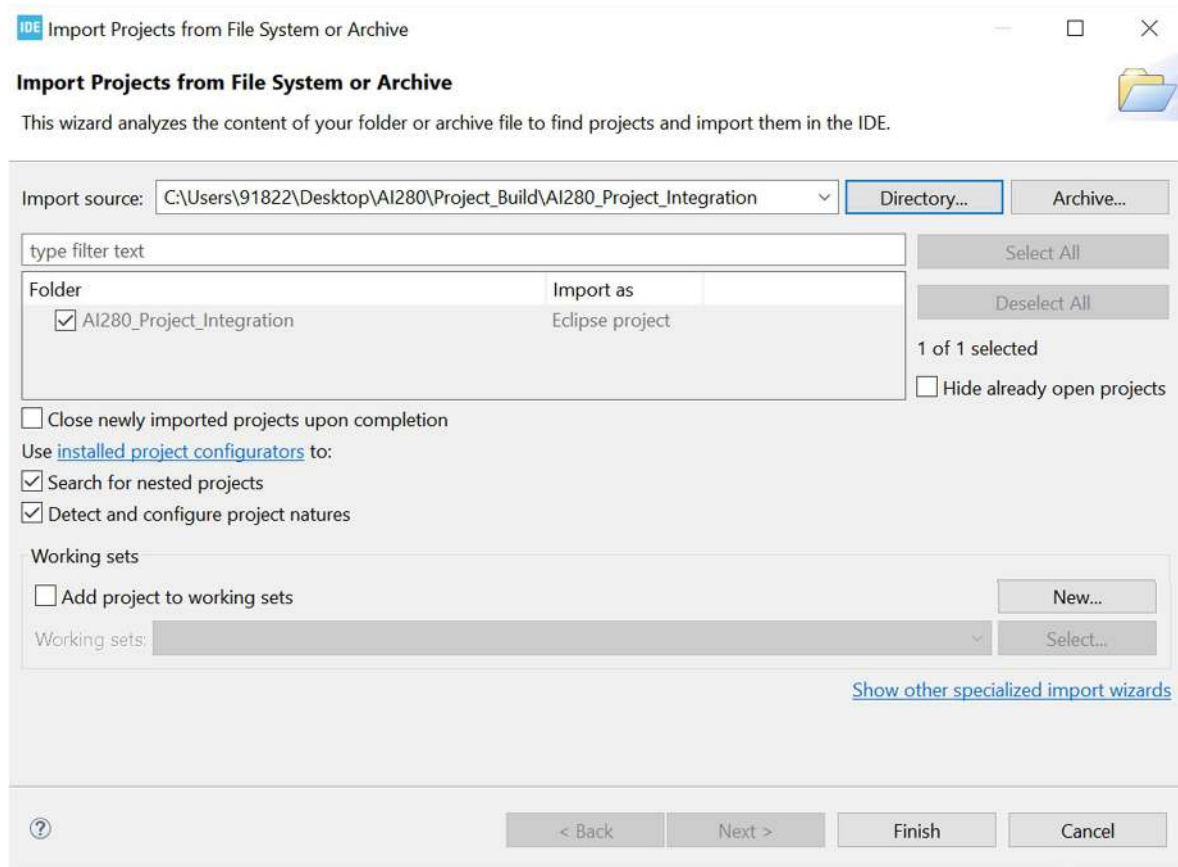 IDE Import Projects from File System or Archive
Import Projects from File System or Archive
This wizard analyzes the content of your folder or archive file to find projects and import them in the IDE.
Import source: C:\Users\91822\Desktop\AI280\Project_Build\AI280_Project_Integration Directory... Archive...
type filter text Select All
Folder Import as
Deselect All
AI280_Project_Integration Eclipse project
1 of 1 selected
Hide already open projects
Close newly imported projects upon completion
Use installed project configurators to:
Search for nested projects
Detect and configure project natures
Working sets
Add project to working sets New...
Working sets: Select...
Show other specialized import wizards
? < Back Next > Finish Cancel